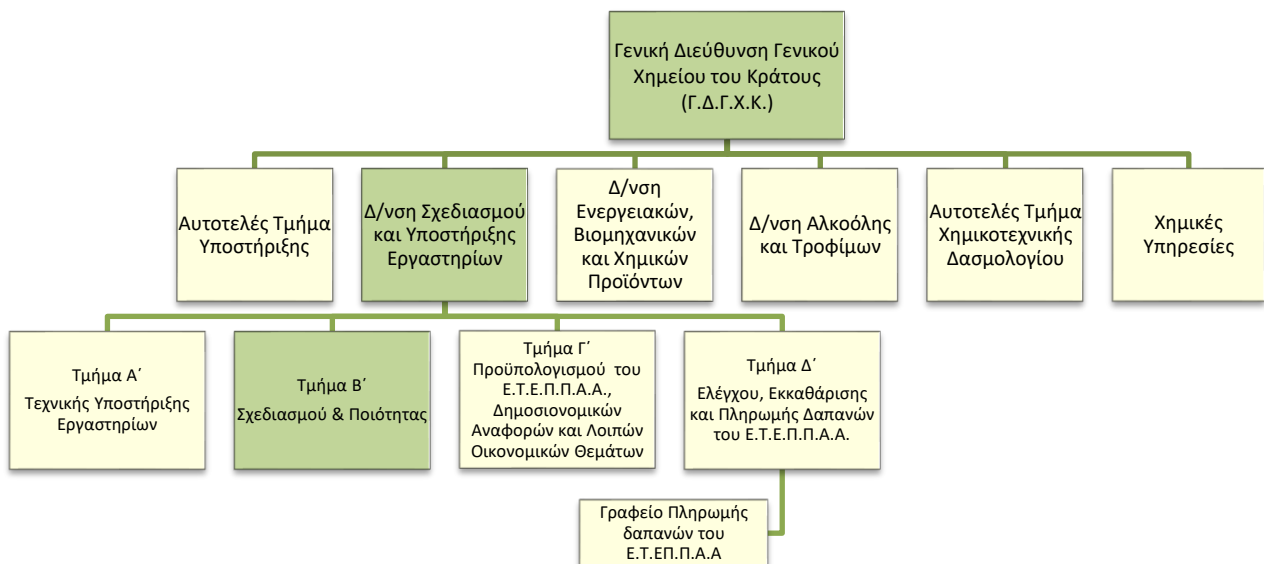 Γενική Διεύθυνση Γενικού
Χημείου του Κράτους
(Γ.Δ.Γ.Χ.Κ.)
Αυτοτελές Τμήμα
Υποστήριξης
Δ/νση Σχεδιασμού
και Υποστήριξης
Εργαστηρίων
Δ/νση
Ενεργειακών,
Βιομηχανικών
και Χημικών
Προϊόντων
Δ/νση Αλκοόλης
και Τροφίμων
Αυτοτελές Τμήμα
Χημικοτεχνικής
Δασμολογίου
Χημικές
Υπηρεσίες
Τμήμα Α΄
Τεχνικής Υποστήριξης
Εργαστηρίων
Τμήμα Β΄
Σχεδιασμού & Ποιότητας
Τμήμα Γ΄
Προϋπολογισμού του
Ε.Τ.Ε.Π.Π.Α.Α.,
Δημοσιονομικών
Αναφορών και Λοιπών
Οικονομικών Θεμάτων
Τμήμα Δ΄
Ελέγχου, Εκκαθάρισης
και Πληρωμής Δαπανών
του Ε.Τ.Ε.Π.Π.Α.Α.
Γραφείο Πληρωμής
δαπανών του
Ε.Τ.ΕΠ.Π.Α.Α